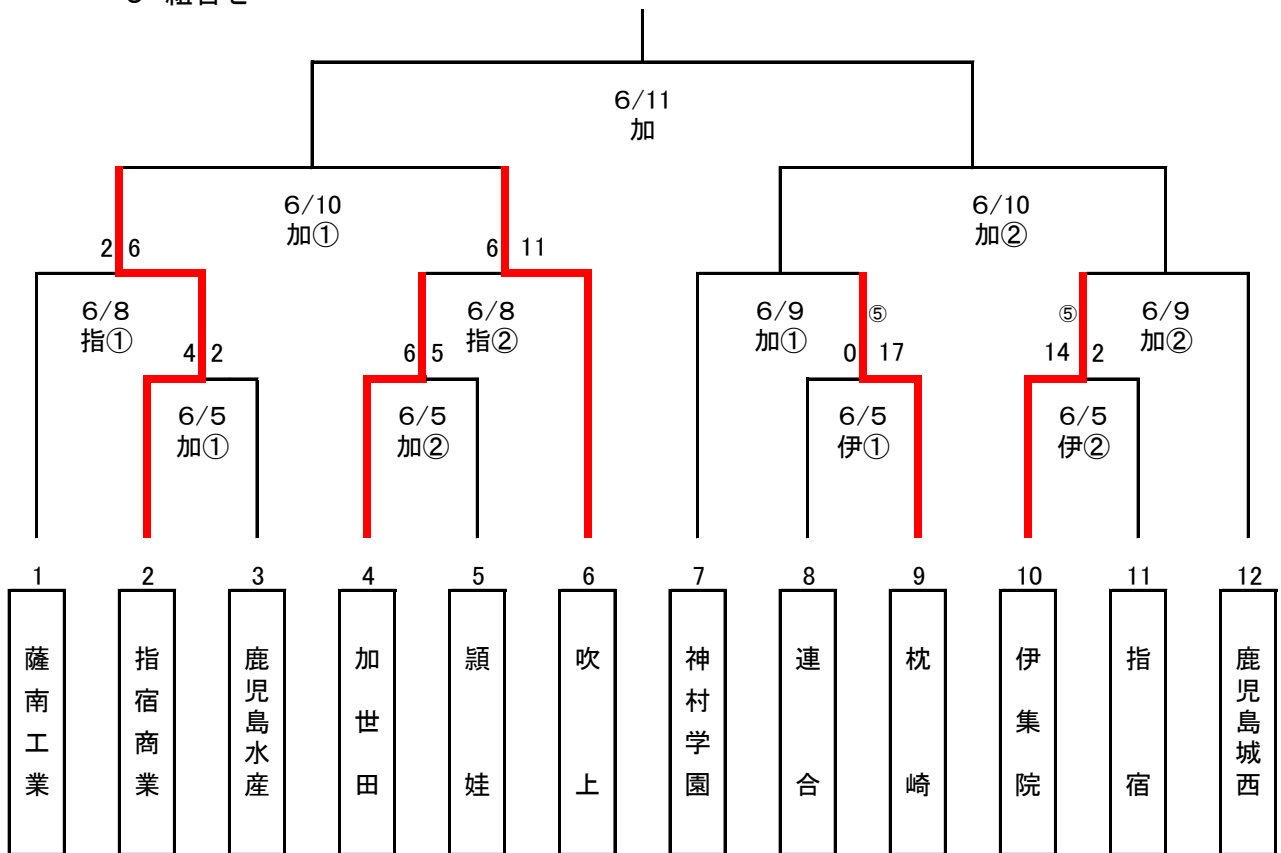 組合せ
6/11
加
6/10
加①
6/10
加②
2 6
6 11
6/8
指①
6/8
指②
6/9
加①
⑤
⑤
6/9
加②
4 2
6 5
0 17
14 2
6/5
加①
6/5
加②
6/5
伊①
6/5
伊②
1 2 3 4 5 6 7 8 9 10 11 12
薩南工業
指宿商業
鹿児島水産
加世田
頴娃
吹上
神村学園
連合
枕崎
伊集院
指宿
鹿児島城西